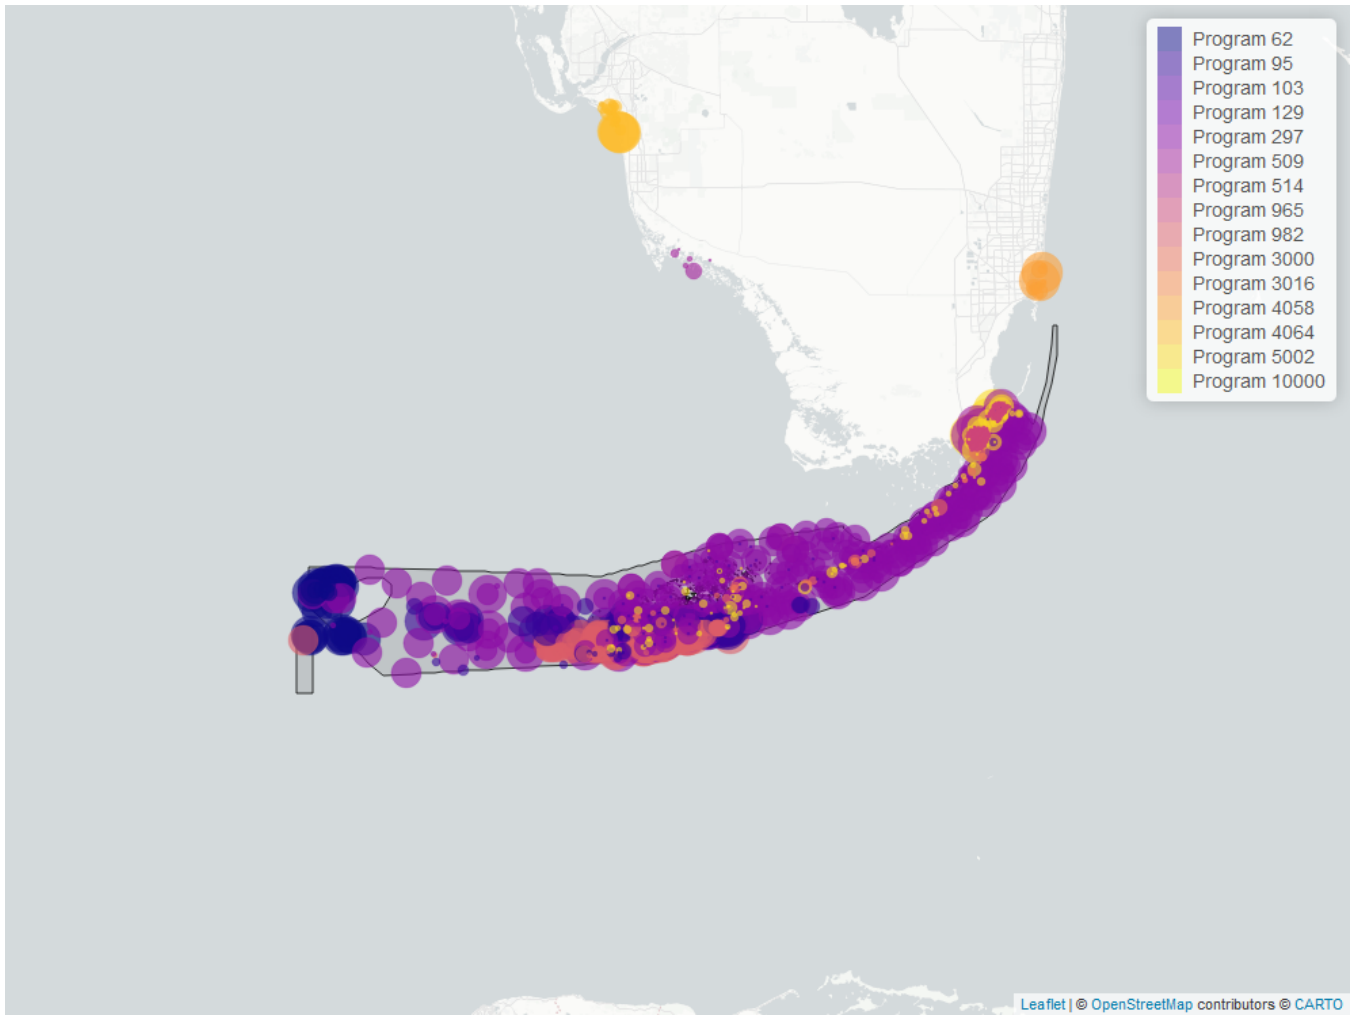 Program 62
Program 95
Program 103
Program 129
Program 297
Program 509
Program 514
Program 965
Program 982
Program 3000
Program 3016
Program 4058
Program 4064
Program 5002
Program 10000
Leaflet | © OpenStreetMap contributors © CARTO